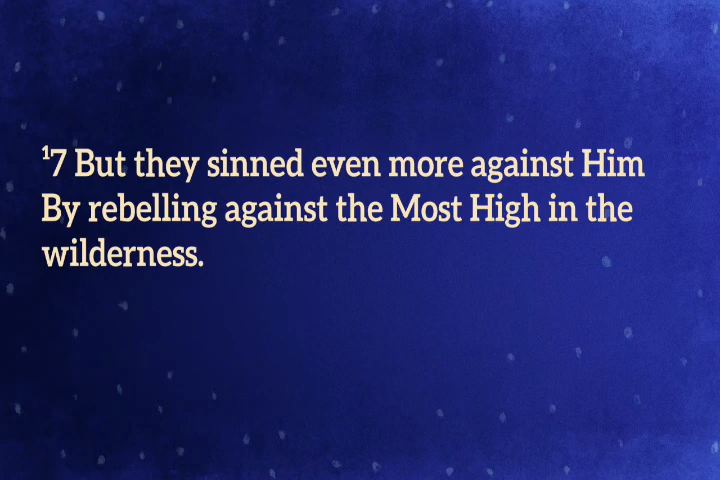 ¹7 But they sinned even more against Him
By rebelling against the Most High in the
wilderness.